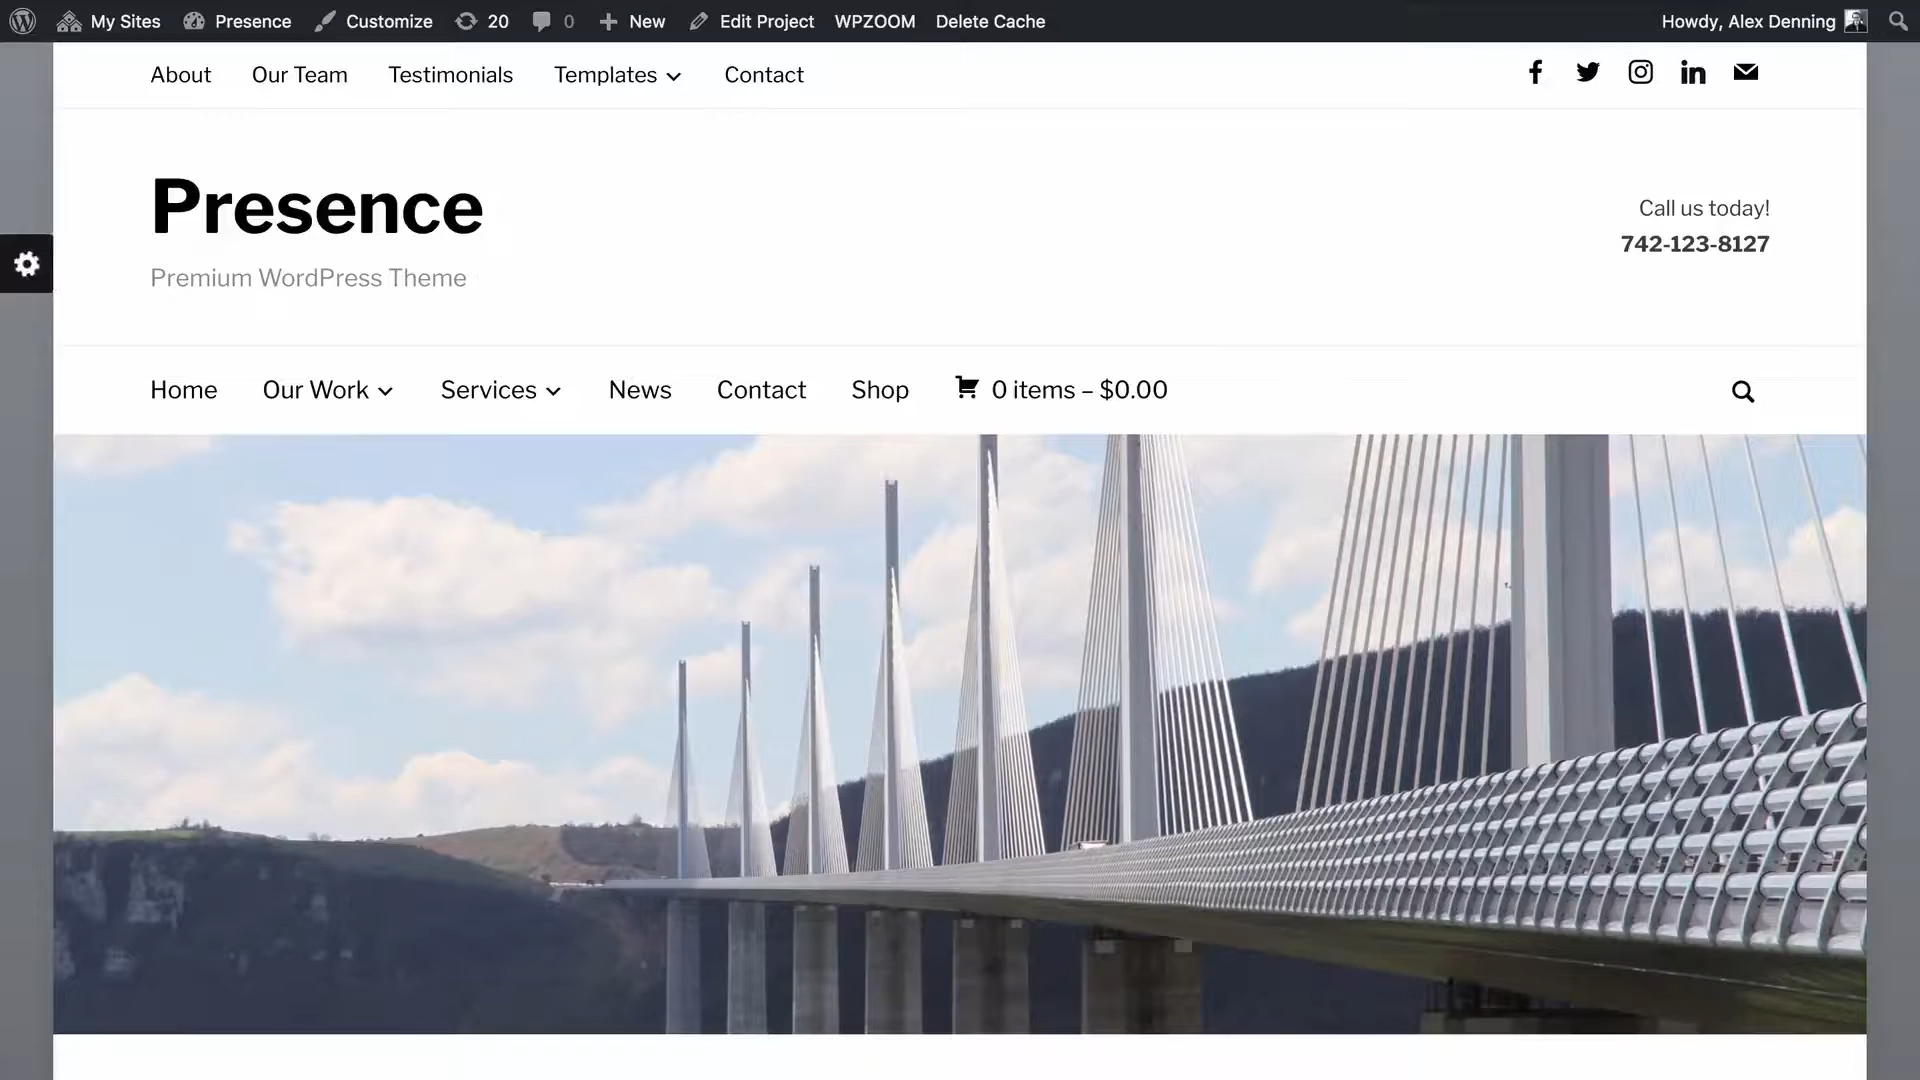 My Sites Presence Customize 20 0 New Edit Project WPZOOM Delete Cache Howdy, Alex Denning
About Our Team Testimonials Templates Contact
Presence
Premium WordPress Theme
Call us today!
742-123-8127
Home Our Work Services News Contact Shop 0 items – $0.00